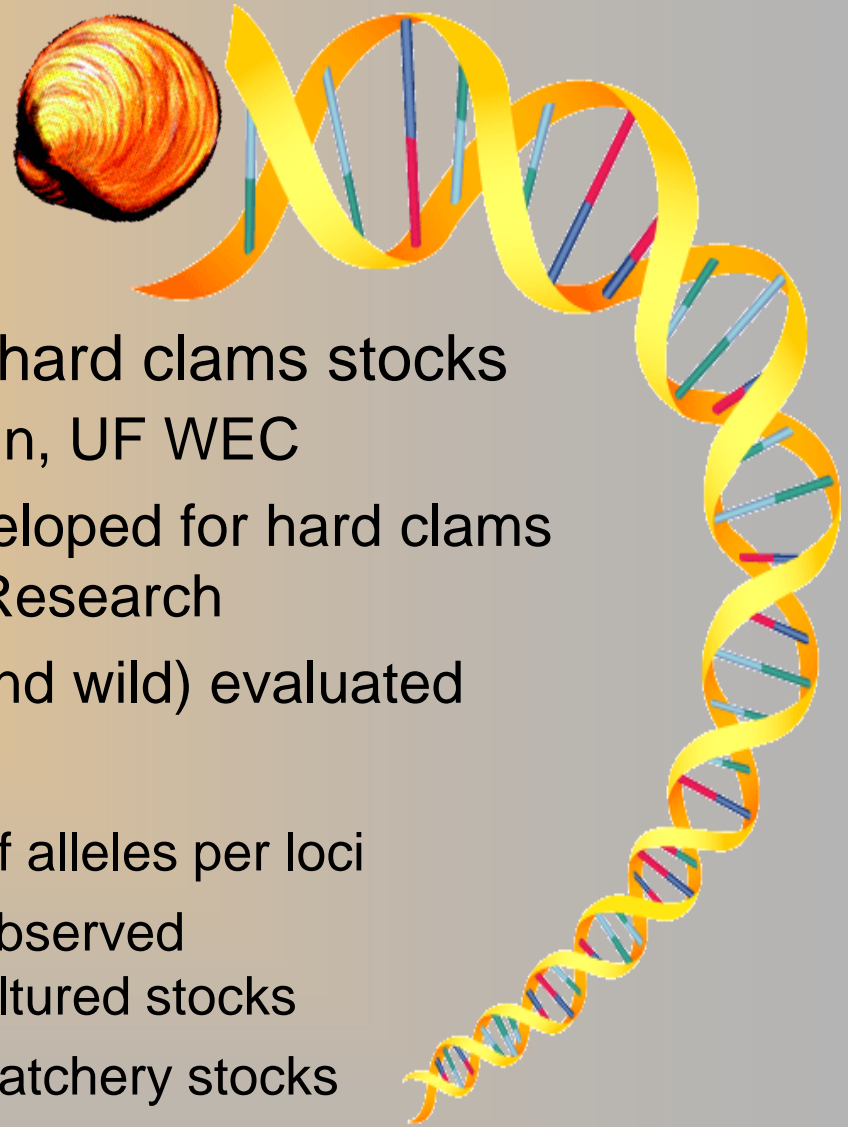 hard clams stocks
n, UF WEC
eloped for hard clams
Research
nd wild) evaluated
f alleles per loci
bserved
ltured stocks
atchery stocks